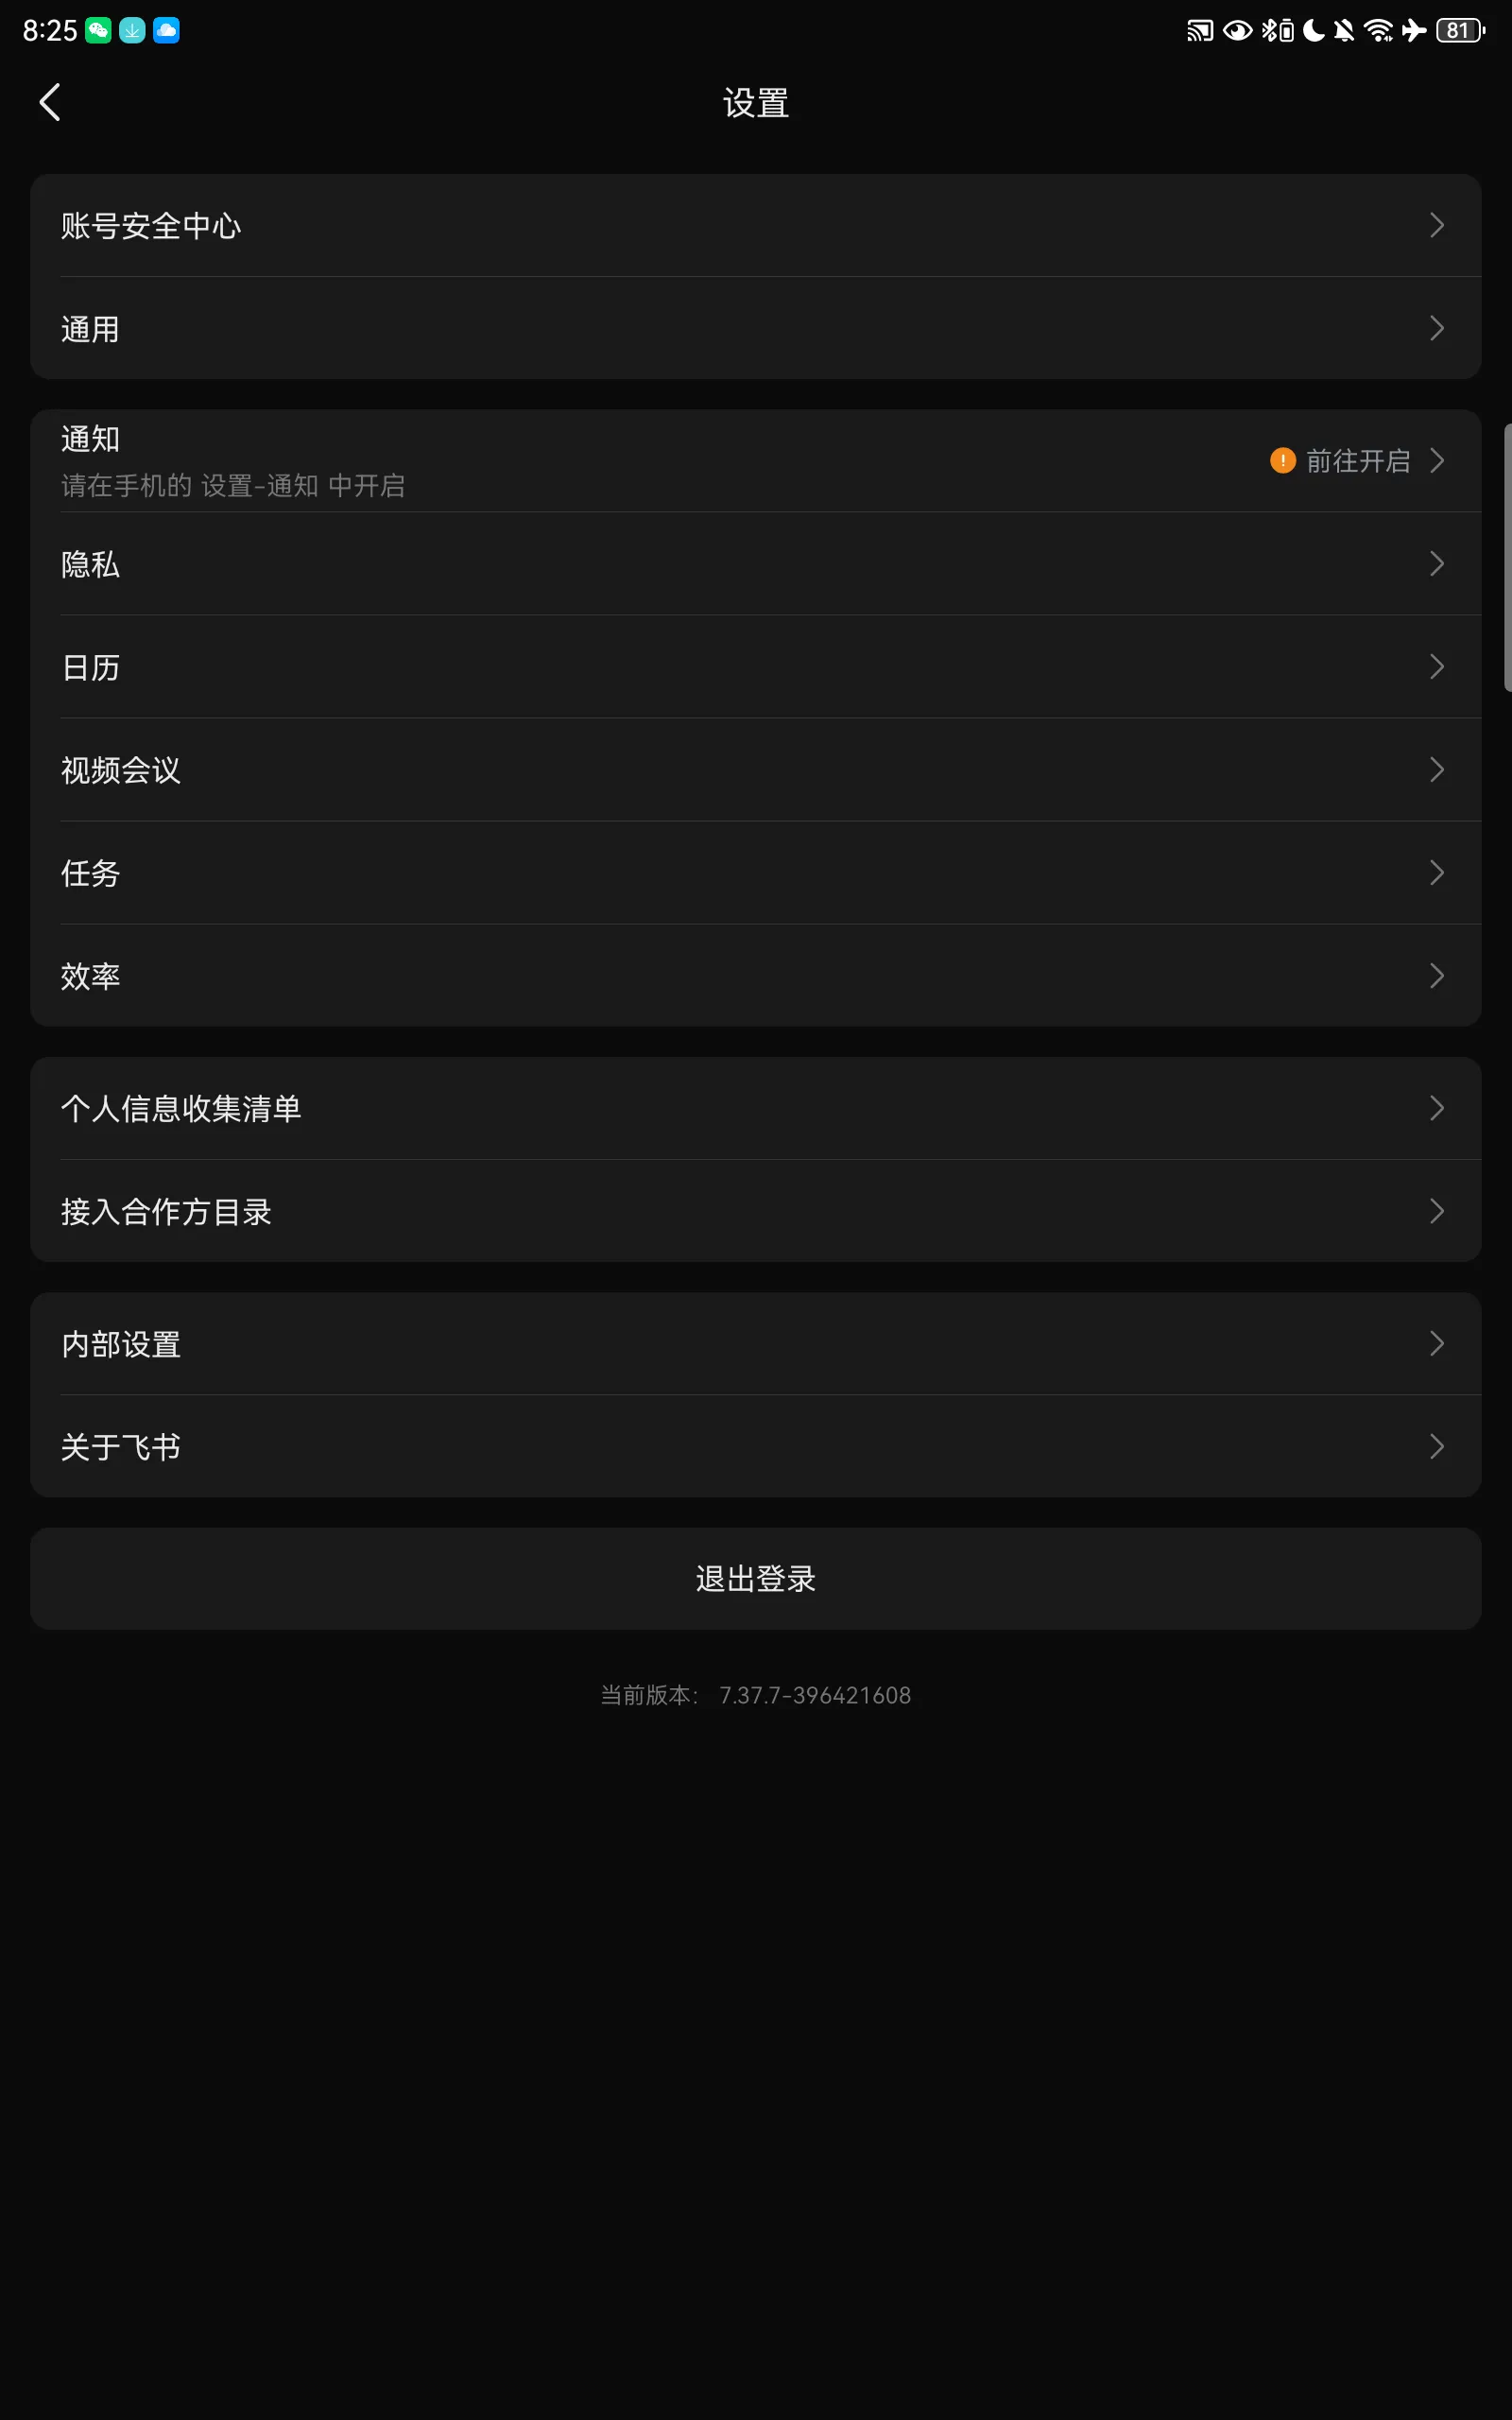 8:25
81
设置
账号安全中心
通用
通知
请在手机的 设置-通知 中开启
前往开启
隐私
日历
视频会议
任务
效率
个人信息收集清单
接入合作方目录
内部设置
关于飞书
退出登录
当前版本： 7.37.7-396421608